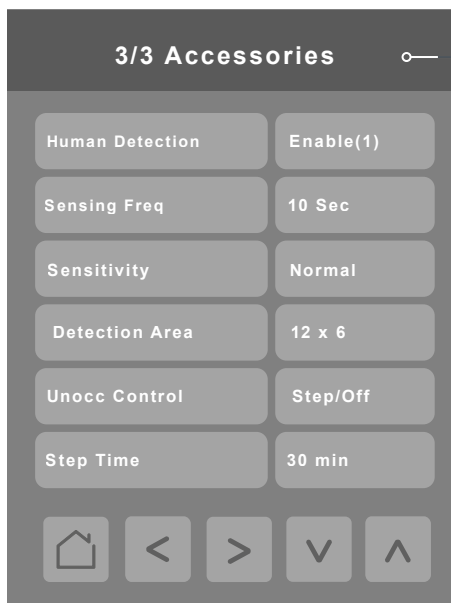 3/3 Accessories
Human Detection Enable(1)
Sensing Freq 10 Sec
Sensitivity Normal
Detection Area 12 x 6
Unocc Control Step/Off
Step Time 30 min